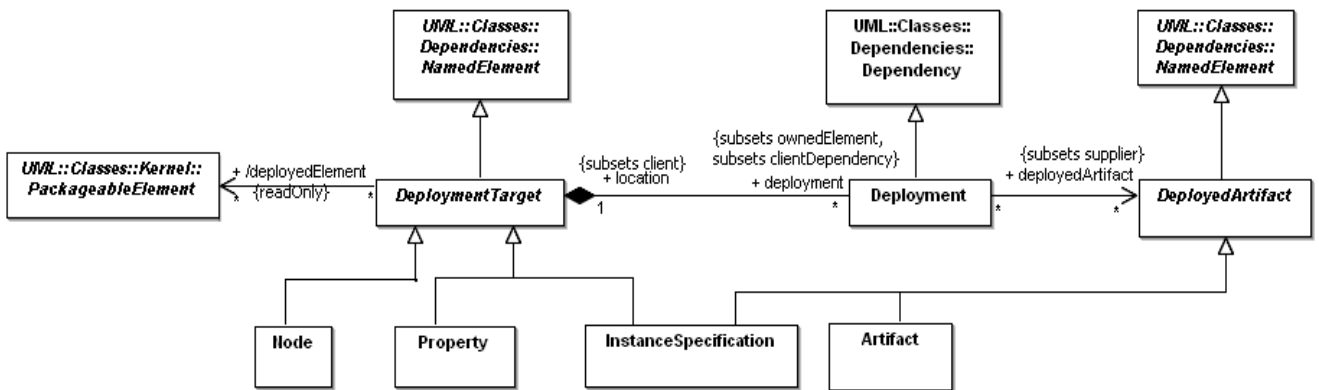 UML::Classes::
Dependencies::
NamedElement
UML::Classes::
Dependencies::
Dependency
UML::Classes::
Dependencies::
NamedElement
UML::Classes::Kernel::
PackageableElement
+ /deployedElement
{readOnly}
*
*
DeploymentTarget
{subsets client}
+ location
1
{subsets ownedElement,
subsets clientDependency}
+ deployment
*
Deployment
{subsets supplier}
+ deployedArtifact
*
*
DeployedArtifact
Node
Property
InstanceSpecification
Artifact